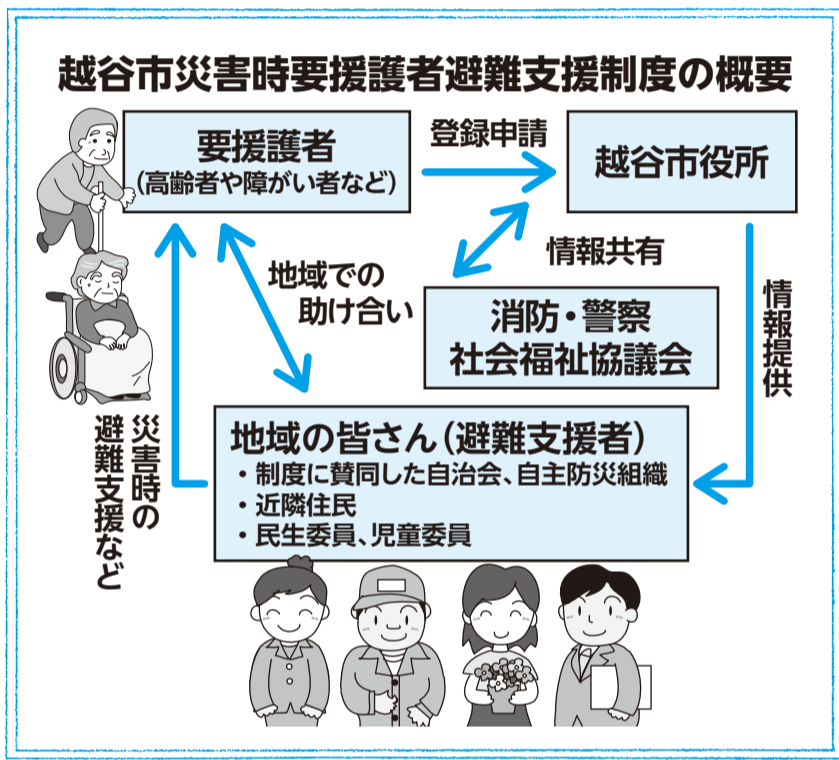 越谷市災害時要援護者避難支援制度の概要
要援護者
(高齢者や障がい者など)
登録申請
越谷市役所
地域での
助け合い
情報共有
消防・警察
社会福祉協議会
情報提供
災害時の
避難支援など
地域の皆さん(避難支援者)
・制度に賛同した自治会、自主防災組織
・近隣住民
・民生委員、児童委員